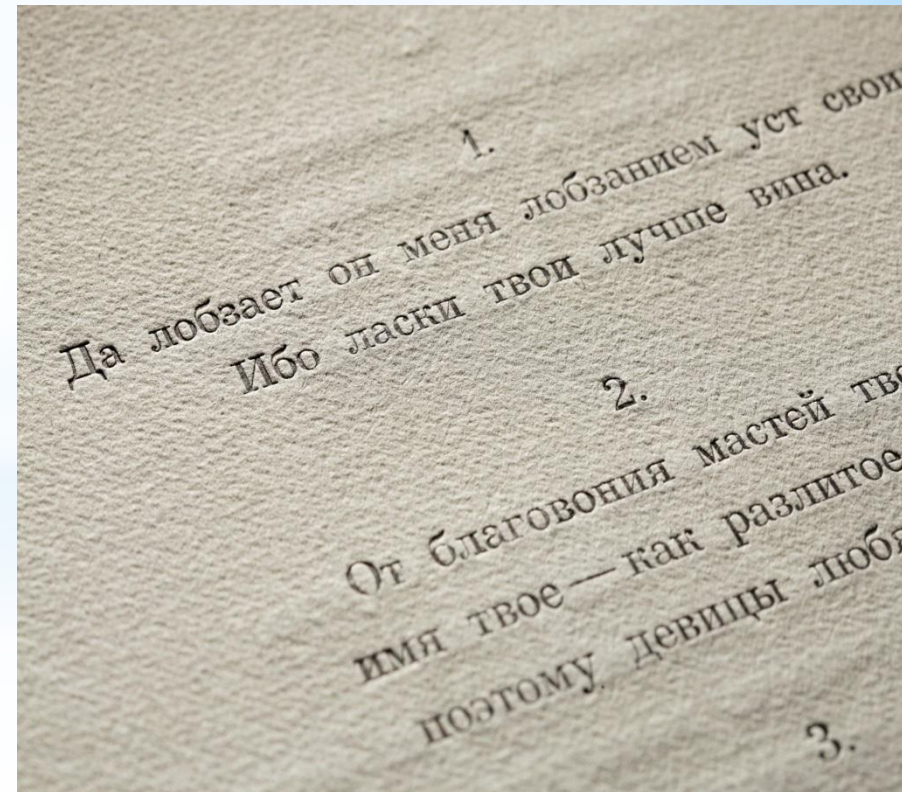 1.
Да лобзает он меня лобзанием уст
Ибо ласки твои лучше вина.
2.
От благовония мастей
имя твое — как разлитое
поэтому девицы
3.